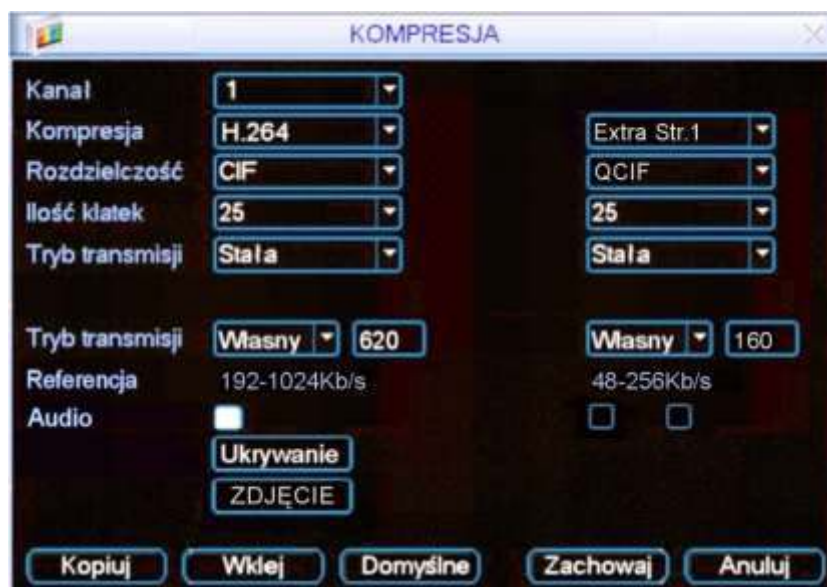 KOMPRESJA
Kanał 1
Kompresja H.264 Extra Str.1
Rozdzielczość CIF QCIF
Ilość klatek 25 25
Tryb transmisji Stała Stała
Tryb transmisji Własny 620 Własny 160
Referencja 192-1024Kb/s 48-256Kb/s
Audio
Ukrywanie
ZDJĘCIE
Kopiuj Wklej Domyślne Zachowaj Anuluj